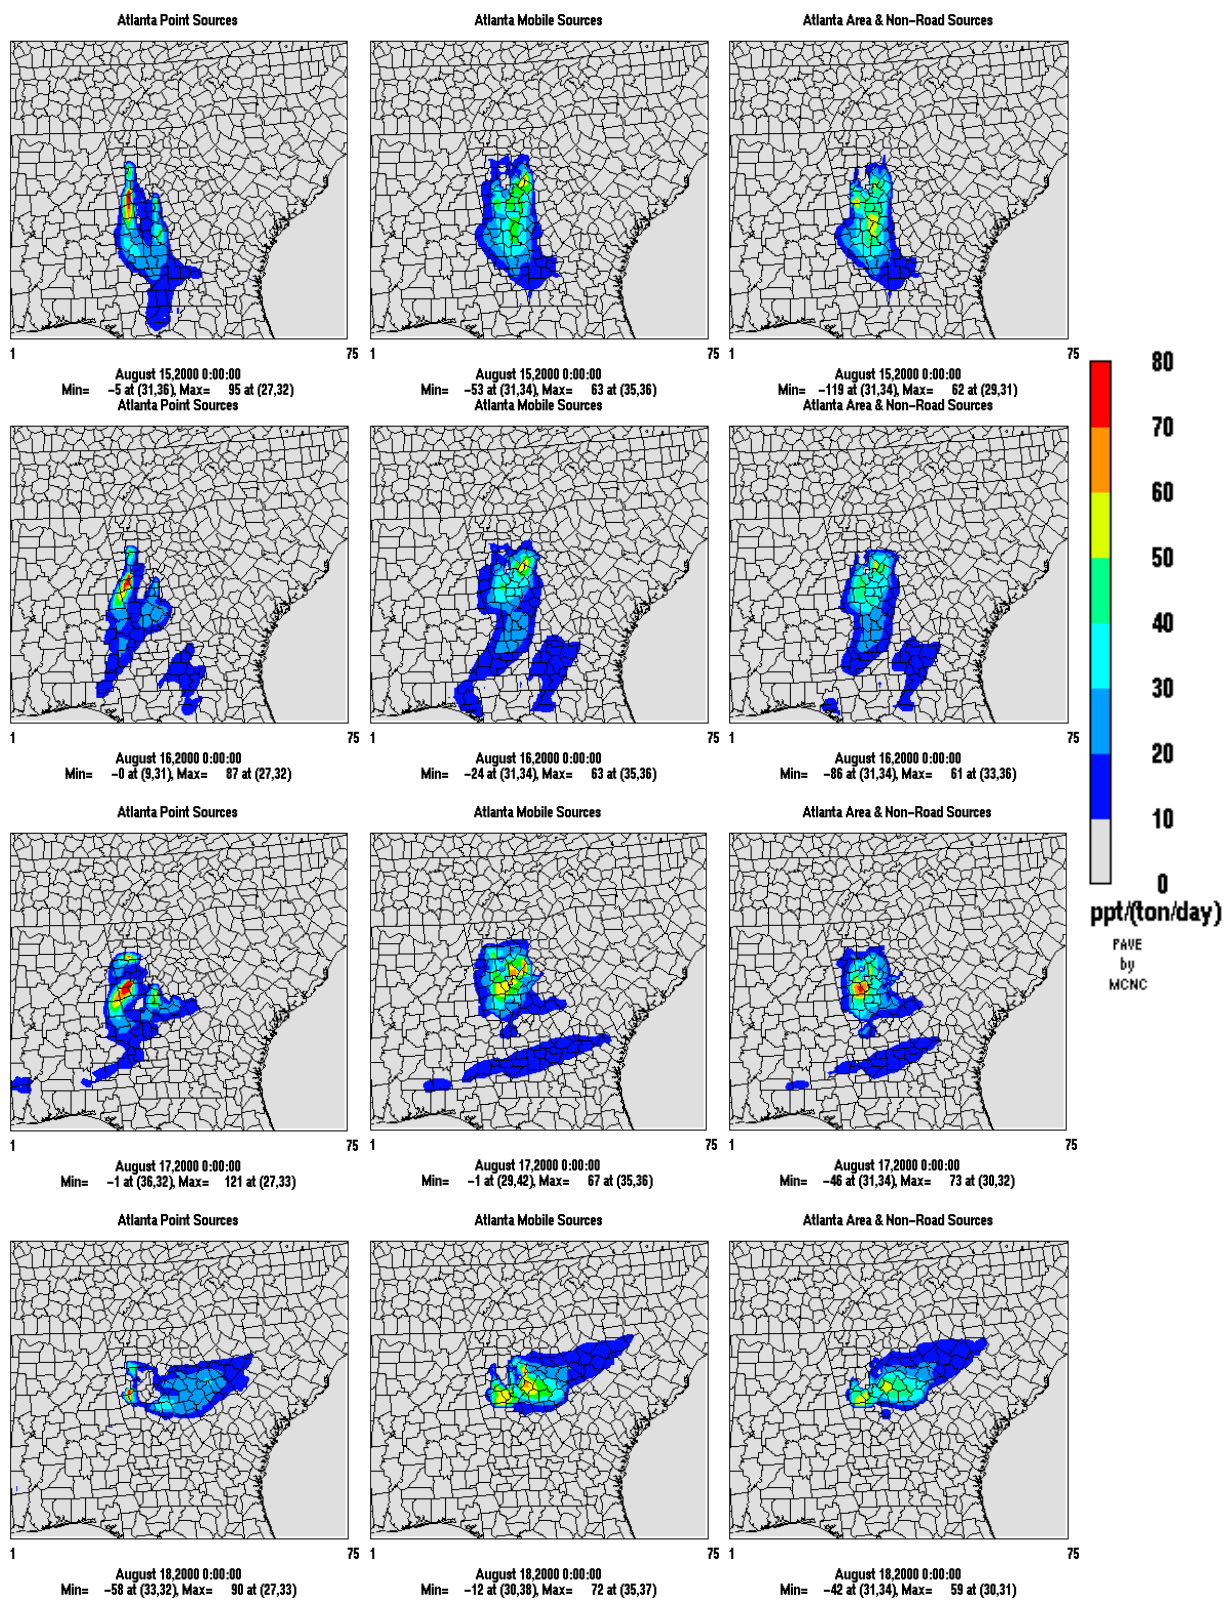 Atlanta Point Sources Atlanta Mobile Sources Atlanta Area & Non-Road Sources
1 75 1 75 1 75
August 15,2000 0:00:00 August 15,2000 0:00:00 August 15,2000 0:00:00
Min= -5 at (31,36), Max= 95 at (27,32) Min= -53 at (31,34), Max= 63 at (35,36) Min= -119 at (31,34), Max= 62 at (29,31)
Atlanta Point Sources Atlanta Mobile Sources Atlanta Area & Non-Road Sources
1 75 1 75 1 75
August 16,2000 0:00:00 August 16,2000 0:00:00 August 16,2000 0:00:00
Min= -0 at (9,31), Max= 87 at (27,32) Min= -24 at (31,34), Max= 63 at (35,36) Min= -86 at (31,34), Max= 61 at (33,36)
Atlanta Point Sources Atlanta Mobile Sources Atlanta Area & Non-Road Sources
1 75 1 75 1 75
August 17,2000 0:00:00 August 17,2000 0:00:00 August 17,2000 0:00:00
Min= -1 at (36,32), Max= 121 at (27,33) Min= -1 at (29,42), Max= 67 at (35,36) Min= -46 at (31,34), Max= 73 at (30,32)
Atlanta Point Sources Atlanta Mobile Sources Atlanta Area & Non-Road Sources
1 75 1 75 1 75
August 18,2000 0:00:00 August 18,2000 0:00:00 August 18,2000 0:00:00
Min= -58 at (33,32), Max= 90 at (27,33) Min= -12 at (30,38), Max= 72 at (35,37) Min= -42 at (31,34), Max= 59 at (30,31)
80
70
60
50
40
30
20
10
0
ppt/(ton/day)
PAVE
by
MCNC